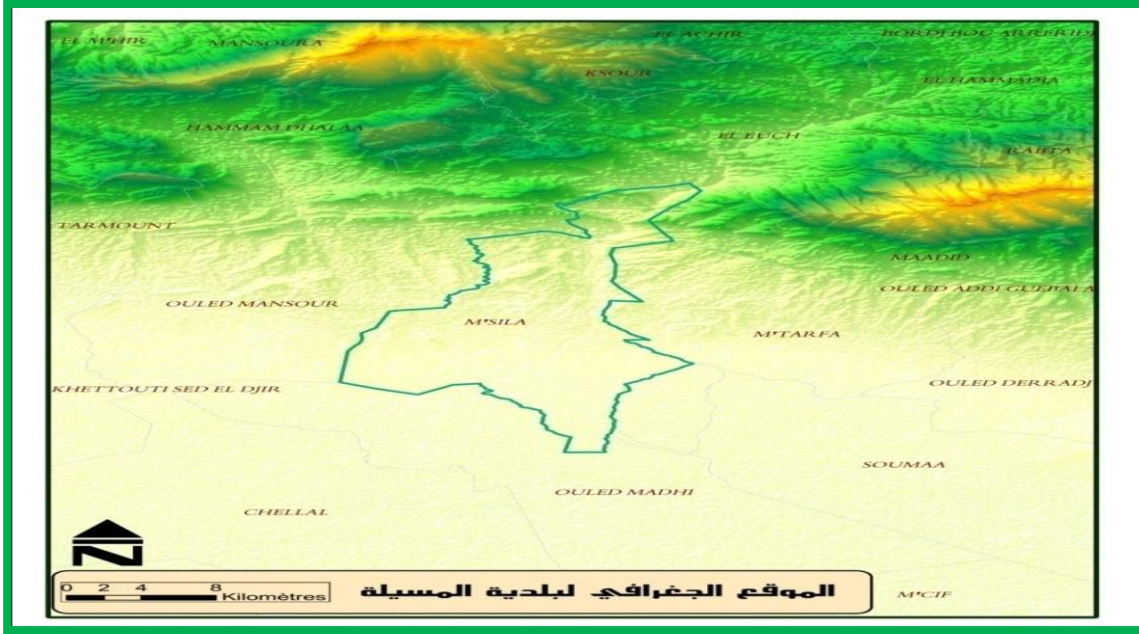 EL M'HIR MANSOURA EL ACHIR BORDJ BOU ARRERIDJ
KSOUR
EL HAMMADIA
HAMMAM DHALAA
EL EUCH
TARMOUNT
MAADID
OULED ADDI GUEBALA
OULED MANSOUR
M'SILA
M'TARFA
KHETTOUTI SED EL DJIR
OULED DERRADJ
SOUMAA
OULED MADHI
CHELLAL
N
0 2 4 8
Kilomètres
الموقع الجغرافي لبلدية المسيلة
M'CIF